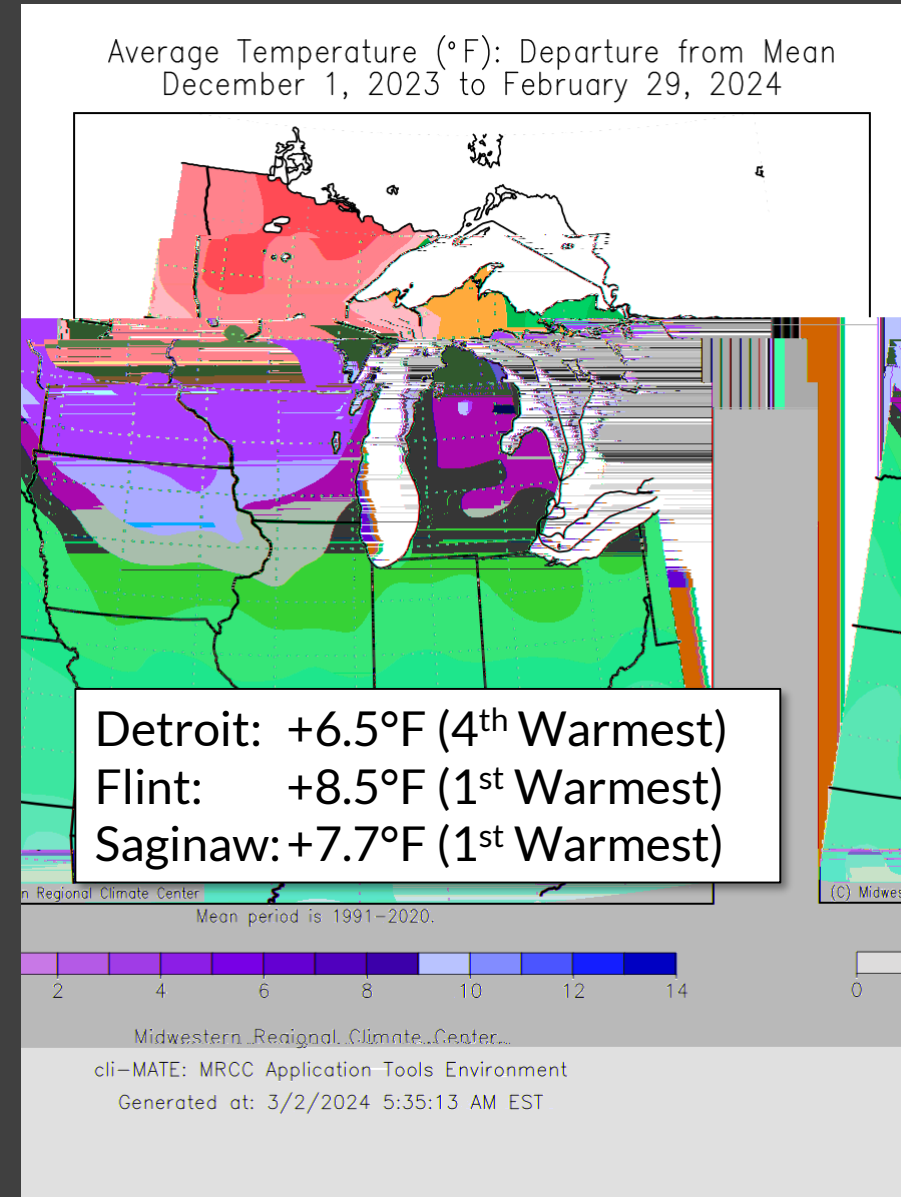 Average Temperature (°F): Departure from Mean
December 1, 2023 to February 29, 2024
Detroit: +6.5°F (4th Warmest)
Flint: +8.5°F (1st Warmest)
Saginaw: +7.7°F (1st Warmest)
n Regional Climate Center
(C) Midwes
Mean period is 1991-2020.
2 4 6 8 10 12 14 0
Midwestern Regional Climate Center
cli-MATE: MRCC Application Tools Environment
Generated at: 3/2/2024 5:35:13 AM EST